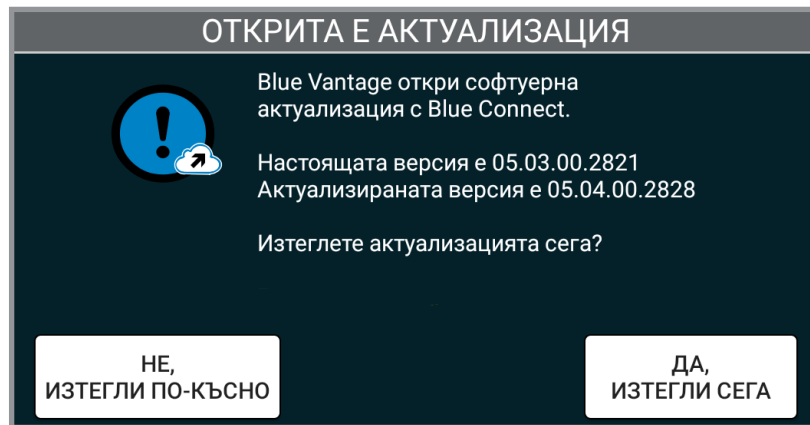 ОТКРИТА Е АКТУАЛИЗАЦИЯ
Blue Vantage откри софтуерна
актуализация с Blue Connect.
Настоящата версия е 05.03.00.2821
Актуализираната версия е 05.04.00.2828
Изтеглете актуализацията сега?
НЕ,
ИЗТЕГЛИ ПО-КЪСНО
ДА,
ИЗТЕГЛИ СЕГА